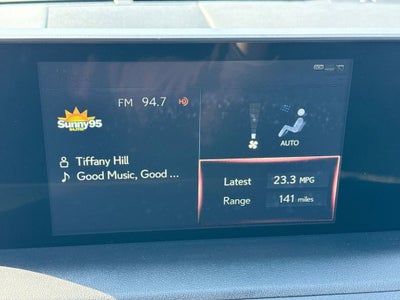 FM 94.7
Sunny95
Tiffany Hill
Good Music, Good ...
AUTO
Latest 23.3 MPG
Range 141 miles